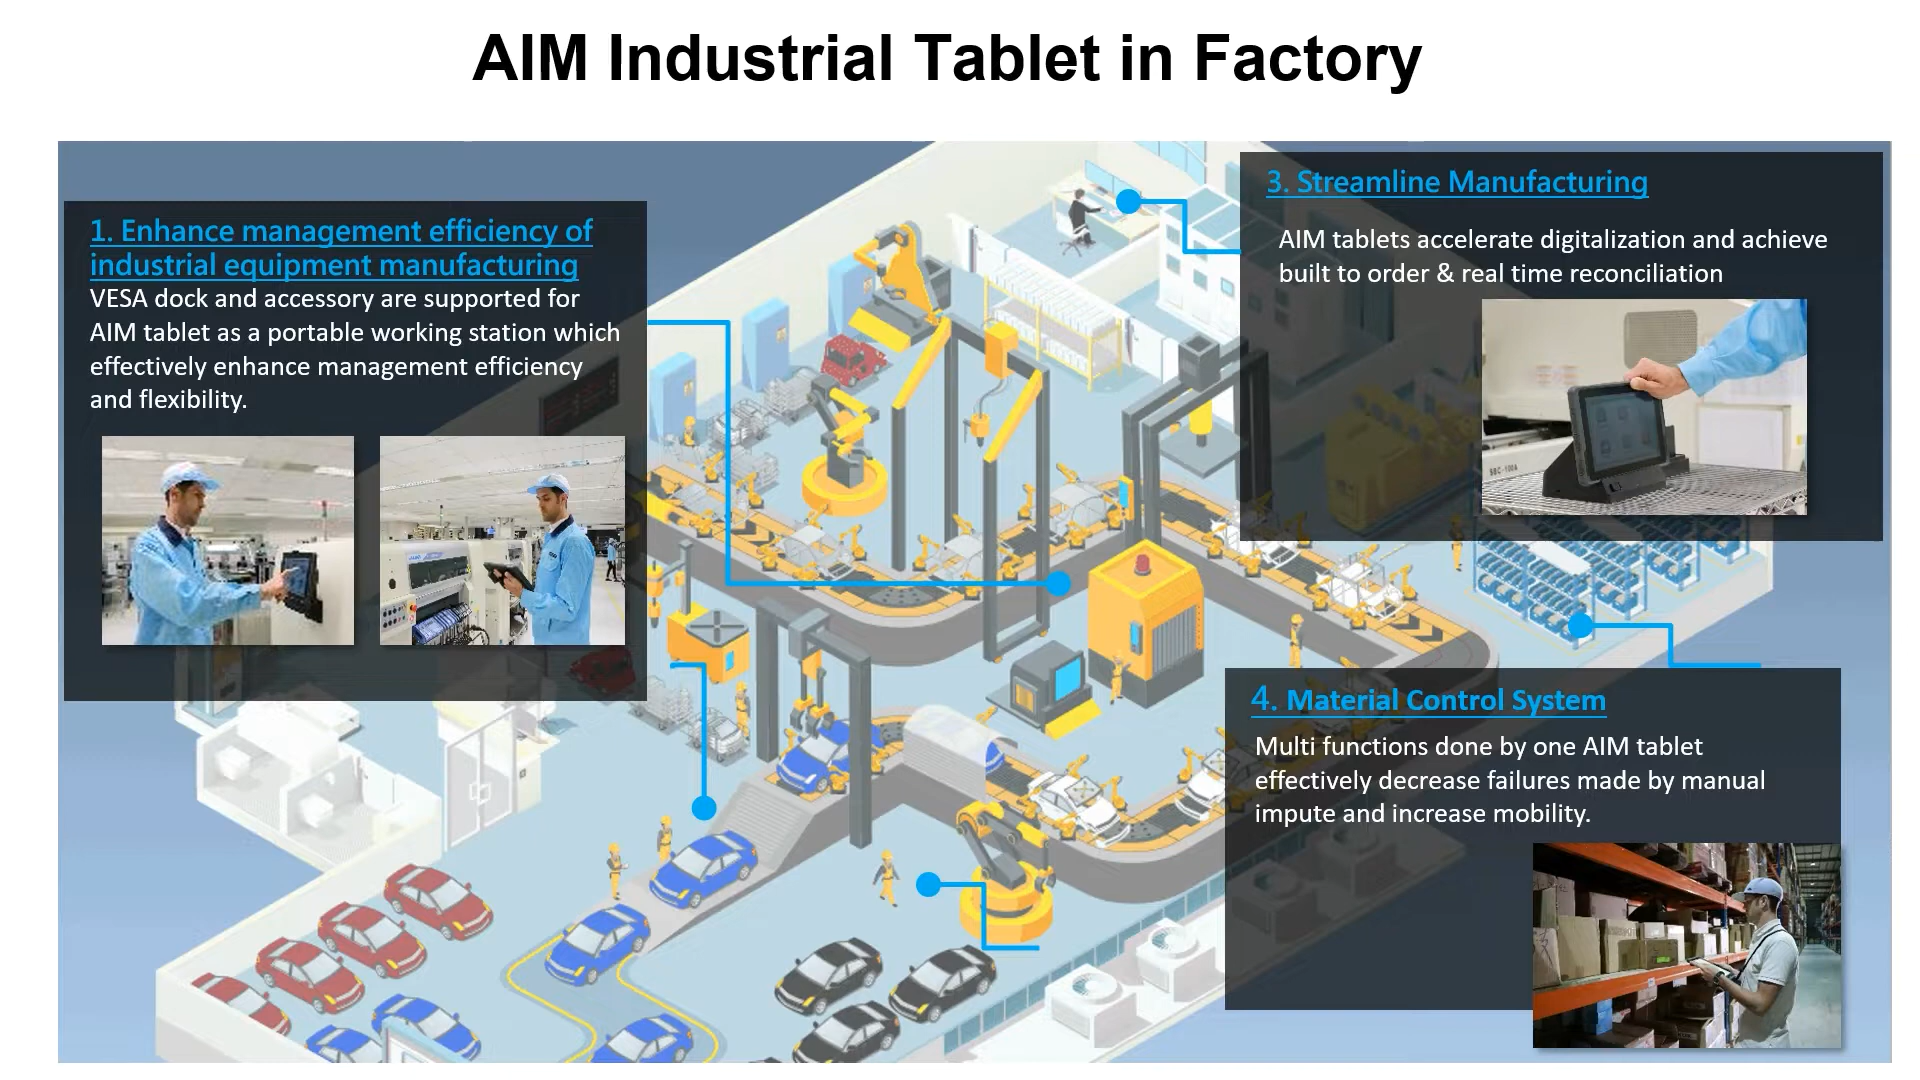 AIM Industrial Tablet in Factory
1. Enhance management efficiency of
industrial equipment manufacturing
VESA dock and accessory are supported for
AIM tablet as a portable working station which
effectively enhance management efficiency
and flexibility.
3. Streamline Manufacturing
AIM tablets accelerate digitalization and achieve
built to order & real time reconciliation
SBC-100A
4. Material Control System
Multi functions done by one AIM tablet
effectively decrease failures made by manual
impute and increase mobility.